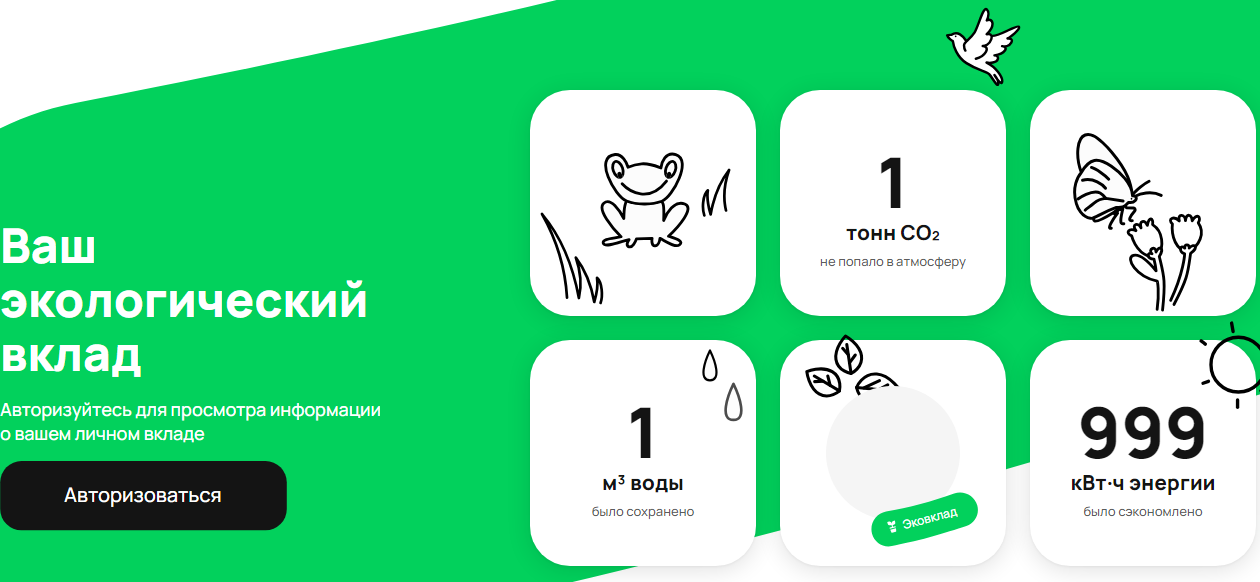 Ваш
экологический
вклад
Авторизуйтесь для просмотра информации
о вашем личном вкладе
Авторизоваться
1
тонн CO₂
не попало в атмосферу
1
м³ воды
было сохранено
Эковклад
999
кВт·ч энергии
было сэкономлено